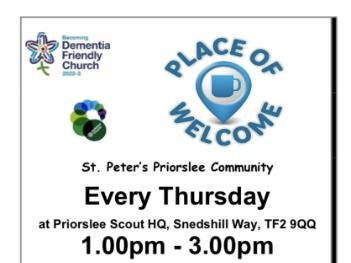 Becoming
Dementia
Friendly
Church
2022-3
PLACE OF
WELCOME
St. Peter's Priorslee Community
Every Thursday
at Priorslee Scout HQ, Snedshill Way, TF2 9QQ
1.00pm - 3.00pm